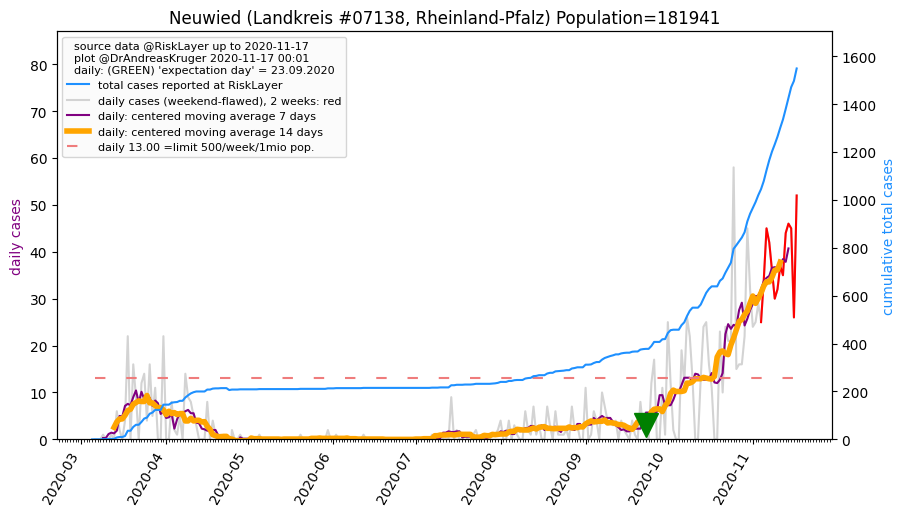 Neuwied (Landkreis #07138, Rheinland-Pfalz) Population=181941
source data @RiskLayer up to 2020-11-17
plot @DrAndreasKruger 2020-11-17 00:01
daily: (GREEN) 'expectation day' = 23.09.2020
total cases reported at RiskLayer
daily cases (weekend-flawed), 2 weeks: red
daily: centered moving average 7 days
daily: centered moving average 14 days
daily 13.00 =limit 500/week/1mio pop.
daily cases
80
70
60
50
40
30
20
10
0
1600
1400
1200
1000
800
600
400
200
0
cumulative total cases
2020-03
2020-04
2020-05
2020-06
2020-07
2020-08
2020-09
2020-10
2020-11